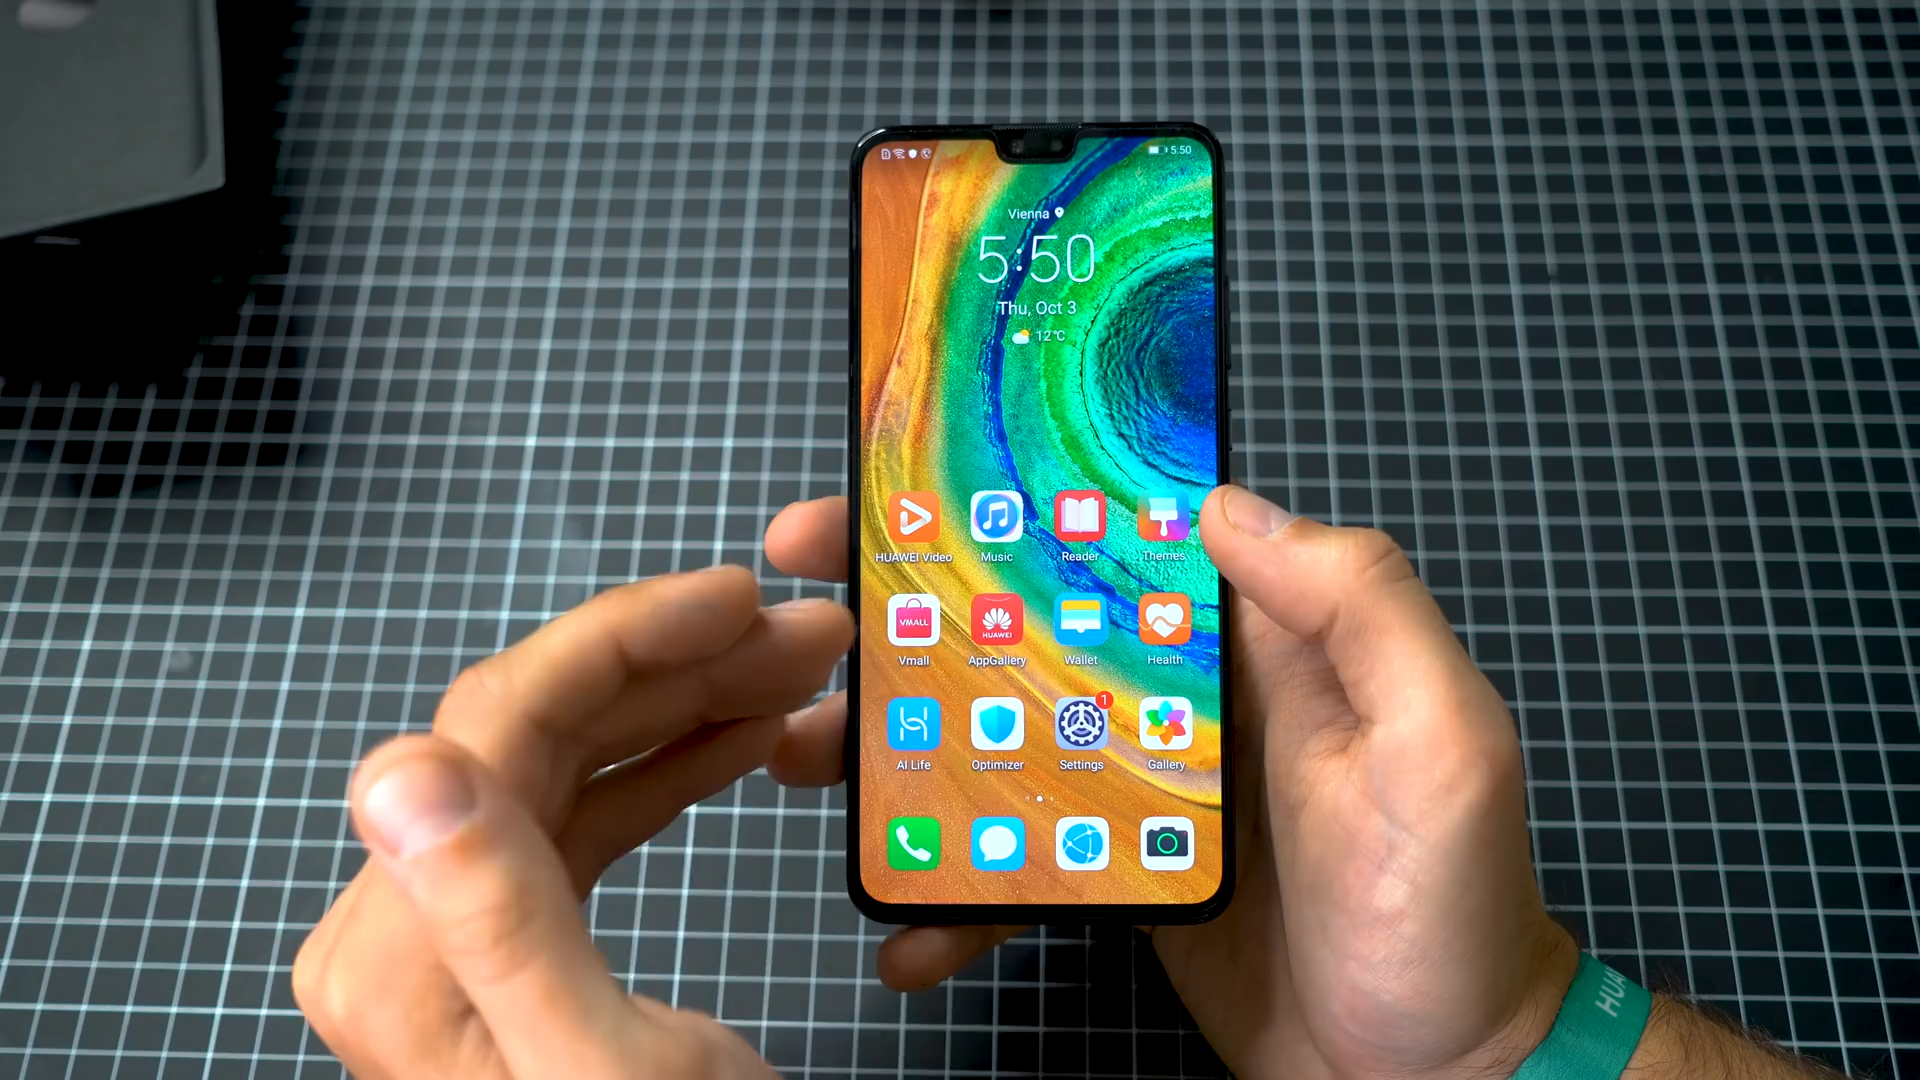 5:50
Vienna
5:50
Thu, Oct 3
12°C
HUAWEI Video
Music
Reader
Themes
VMALL
HUAWEI
Vmall
AppGallery
Wallet
Health
1
AI Life
Optimizer
Settings
Gallery
HUA